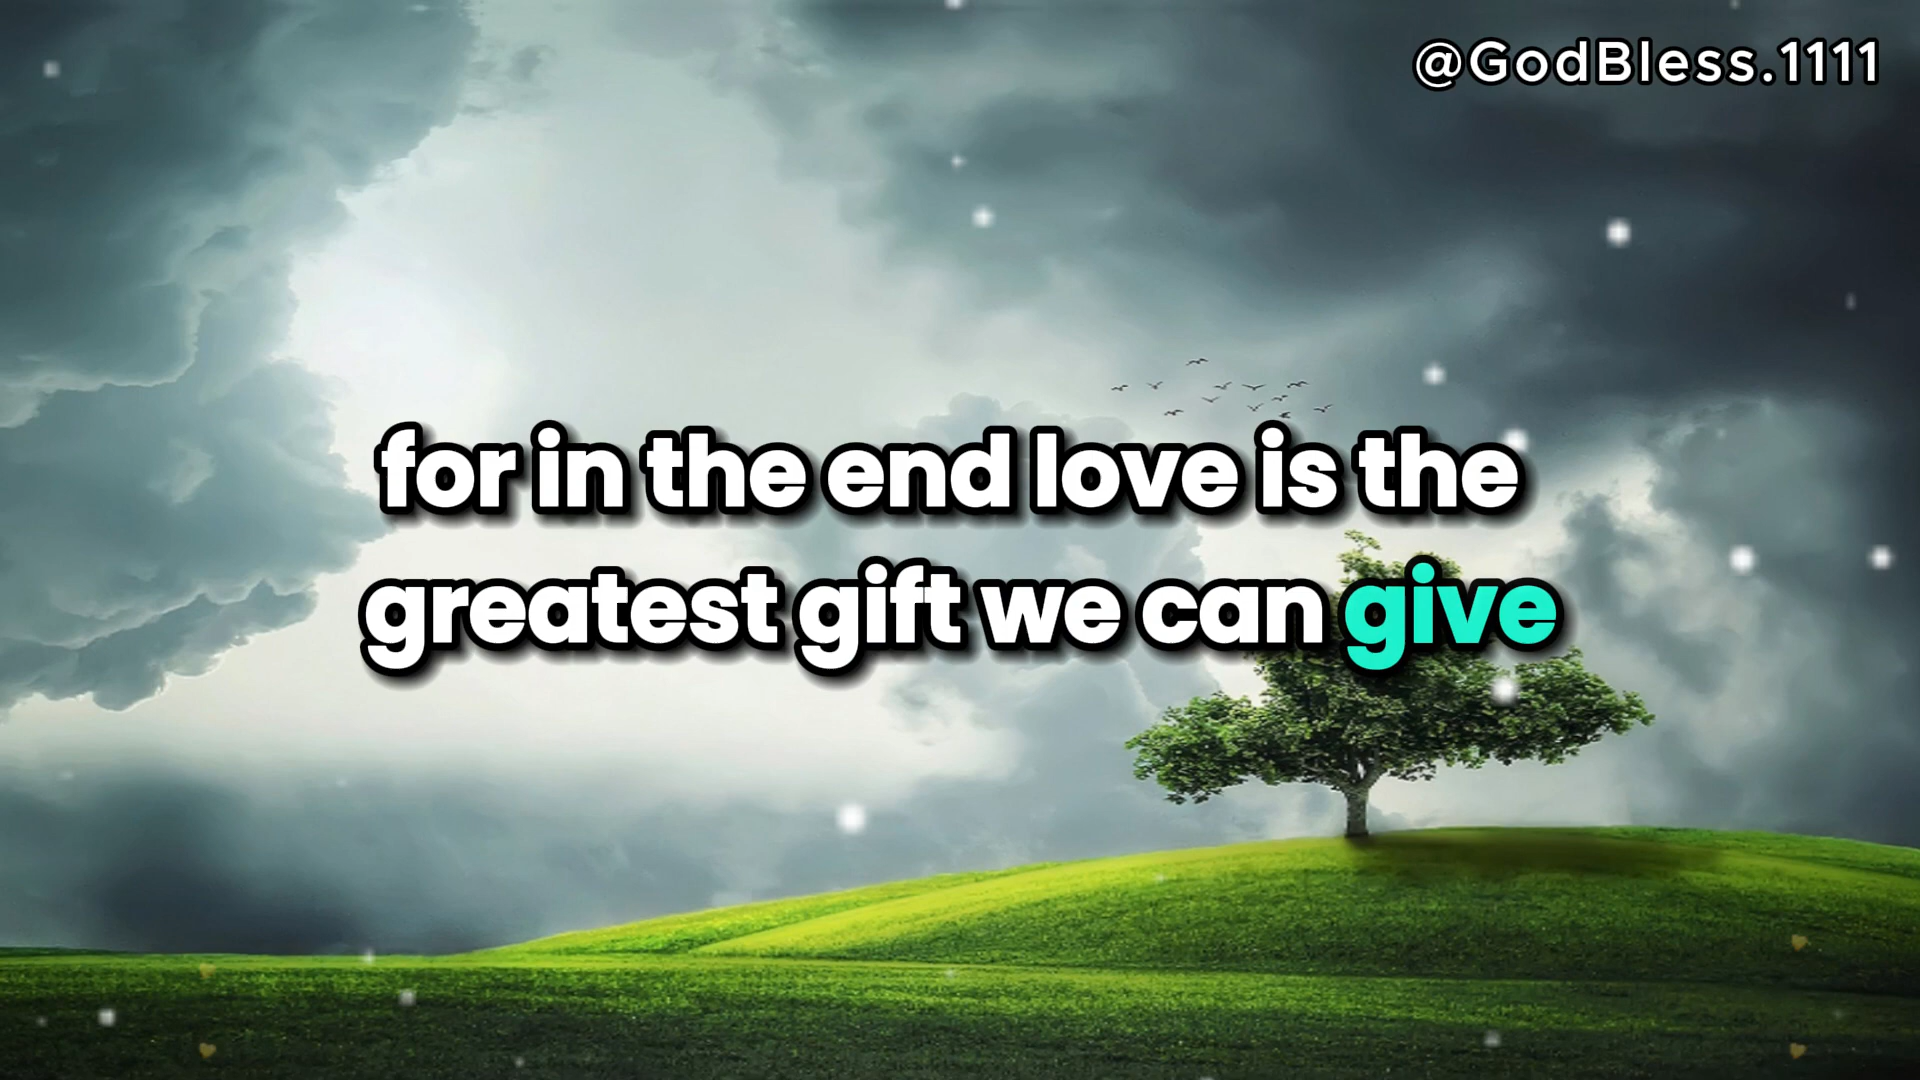 @GodBless.1111
for in the end love is the
greatest gift we can give